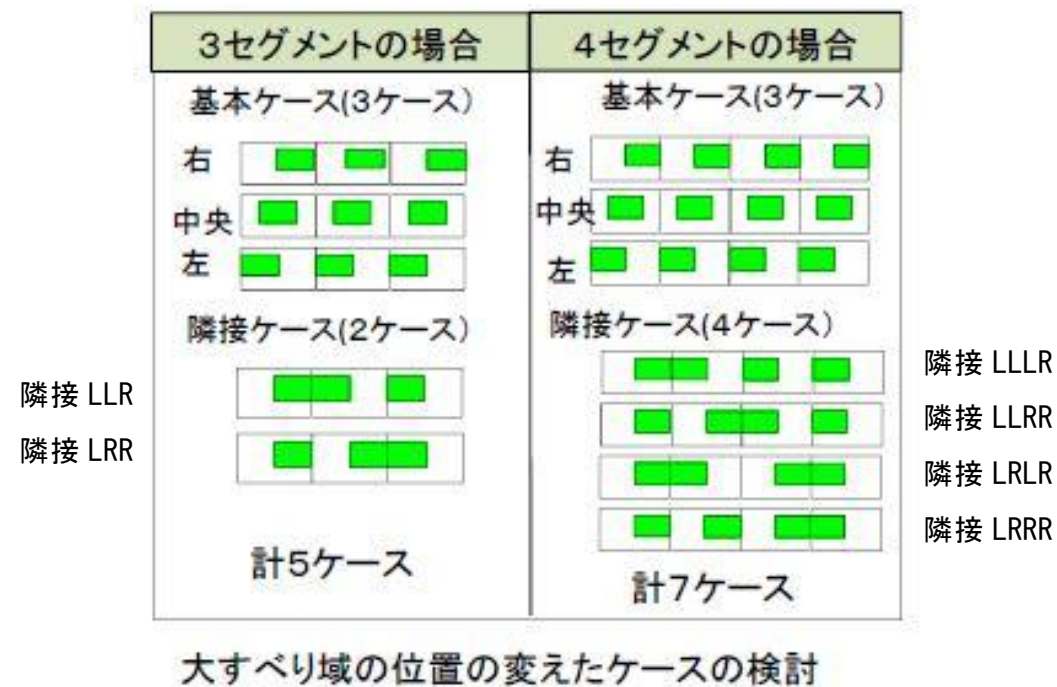 ３セグメントの場合
４セグメントの場合
基本ケース(３ケース)
右
中央
左
隣接ケース(２ケース)
隣接 LLR
隣接 LRR
計５ケース
基本ケース(３ケース)
右
中央
左
隣接ケース(４ケース)
隣接 LLLR
隣接 LLRR
隣接 LRLR
隣接 LRRR
計７ケース
大すべり域の位置の変えたケースの検討